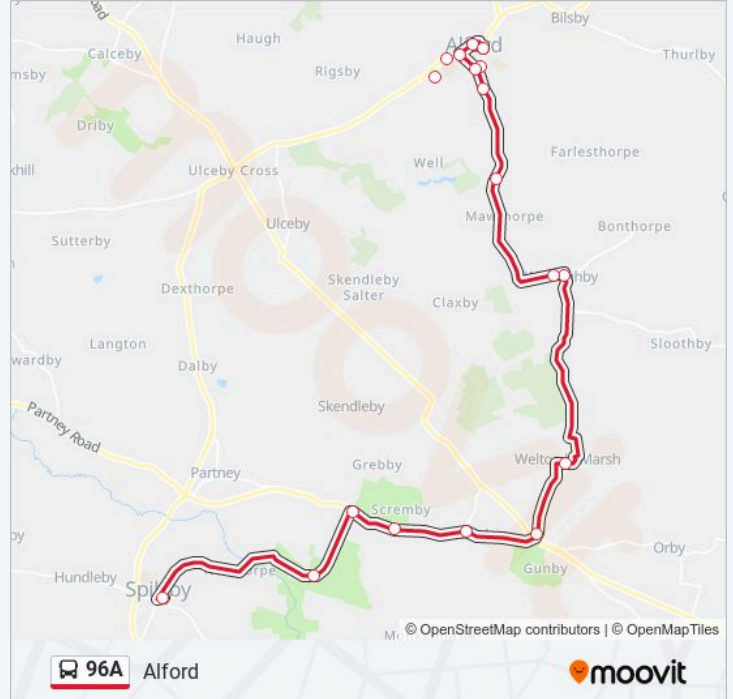 Bilsby
Alford
Haugh
Calceby
Thurlby
Rigsby
Driby
Farlesthorpe
Well
Ulceby Cross
Ulceby
Bonthorpe
Sutterby
Skendleby
Salter
Dexthorpe
Claxby
Langton
Sloothby
Dalby
Skendleby
Partney Road
Grebby
Partney
Scremby
Orby
Gunby
Hundleby
© OpenStreetMap contributors | © OpenMapTiles
96A
Alford
moovit